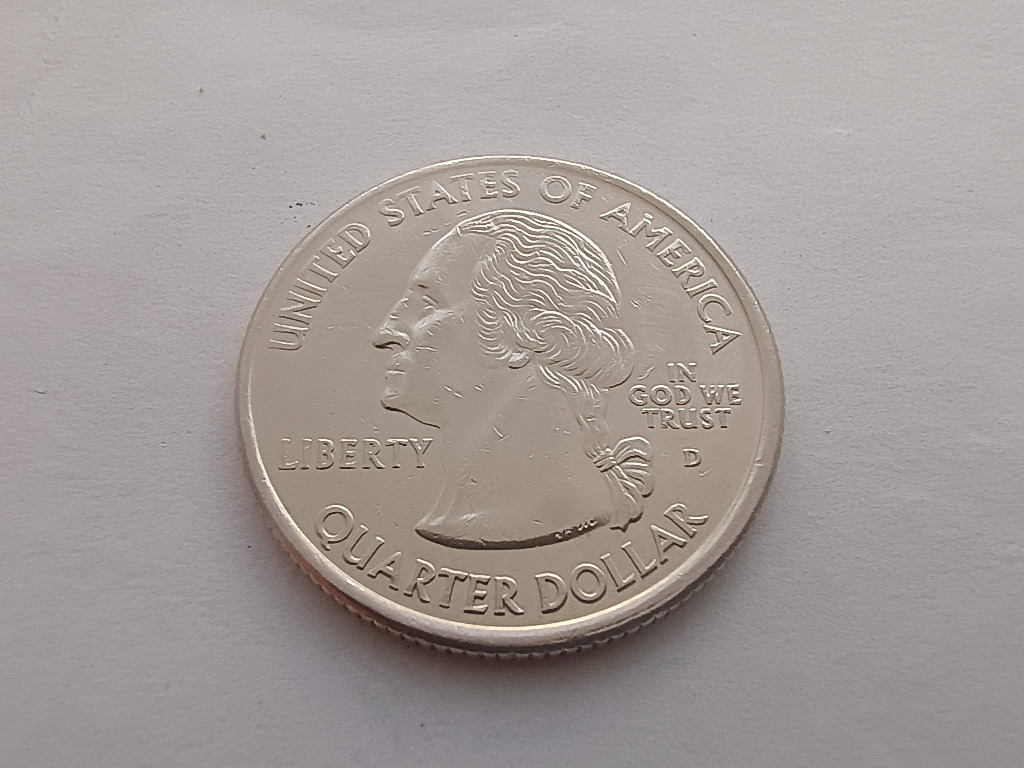 UNITED STATES OF AMERICA
LIBERTY
IN
GOD WE
TRUST
D
QUARTER DOLLAR